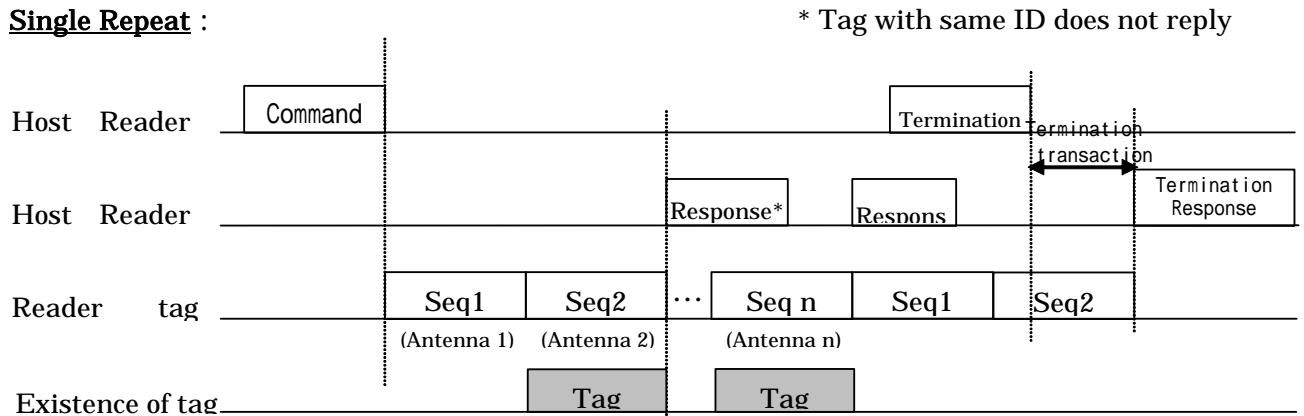 Single Repeat :
* Tag with same ID does not reply
Host Reader
Command
Termination
ermination
transaction
Host Reader
Response*
Respons
Termination
Response
Reader tag
Seq1
Seq2
…
Seq n
Seq1
Seq2
(Antenna 1)
(Antenna 2)
(Antenna n)
Existence of tag
Tag
Tag